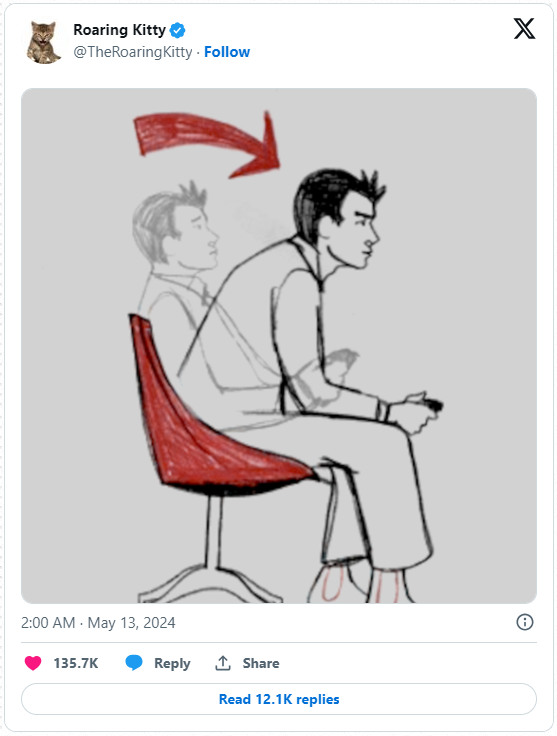 Roaring Kitty
@TheRoaringKitty · Follow
2:00 AM · May 13, 2024
135.7K Reply Share
Read 12.1K replies